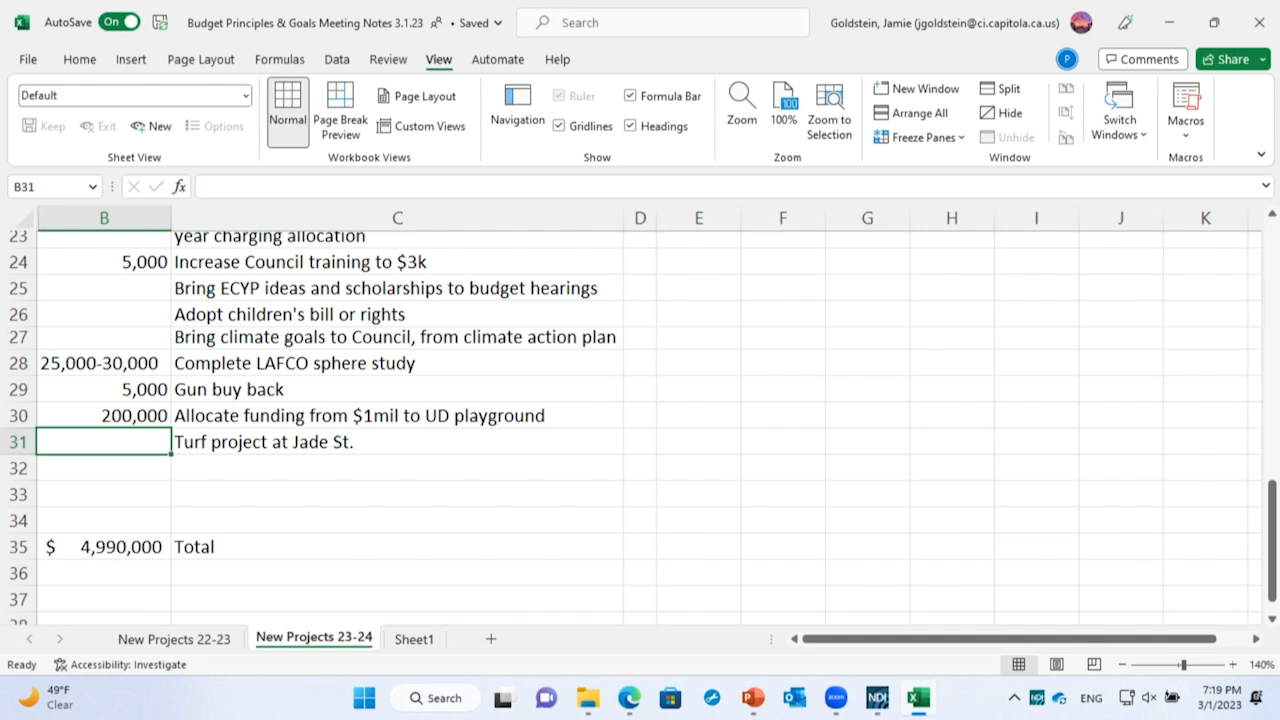 AutoSave On Budget Principles & Goals Meeting Notes 3.1.23 • Saved Search Goldstein, Jamie (jgoldstein@ci.capitola.ca.us)
File Home Insert Page Layout Formulas Data Review View Automate Help P Comments Share
Default
Keep Exit New Options
Sheet View
Normal Page Break Preview Page Layout Custom Views
Workbook Views
Navigation Ruler Formula Bar Gridlines Headings
Show
Zoom 100 100% Zoom to Selection
Zoom
New Window Arrange All Freeze Panes Split Hide Unhide Switch Windows
Window
Macros
Macros
B31 fx
B C D E F G H I J K
23 year charging allocation
24 5,000 Increase Council training to $3k
25 Bring ECYP ideas and scholarships to budget hearings
26 Adopt children's bill or rights
27 Bring climate goals to Council, from climate action plan
28 25,000-30,000 Complete LAFCO sphere study
29 5,000 Gun buy back
30 200,000 Allocate funding from $1mil to UD playground
31 Turf project at Jade St.
32
33
34
35 $ 4,990,000 Total
36
37
New Projects 22-23 New Projects 23-24 Sheet1 +
Ready Accessibility: Investigate 140%
49°F
Clear
Search
ENG
7:19 PM
3/1/2023